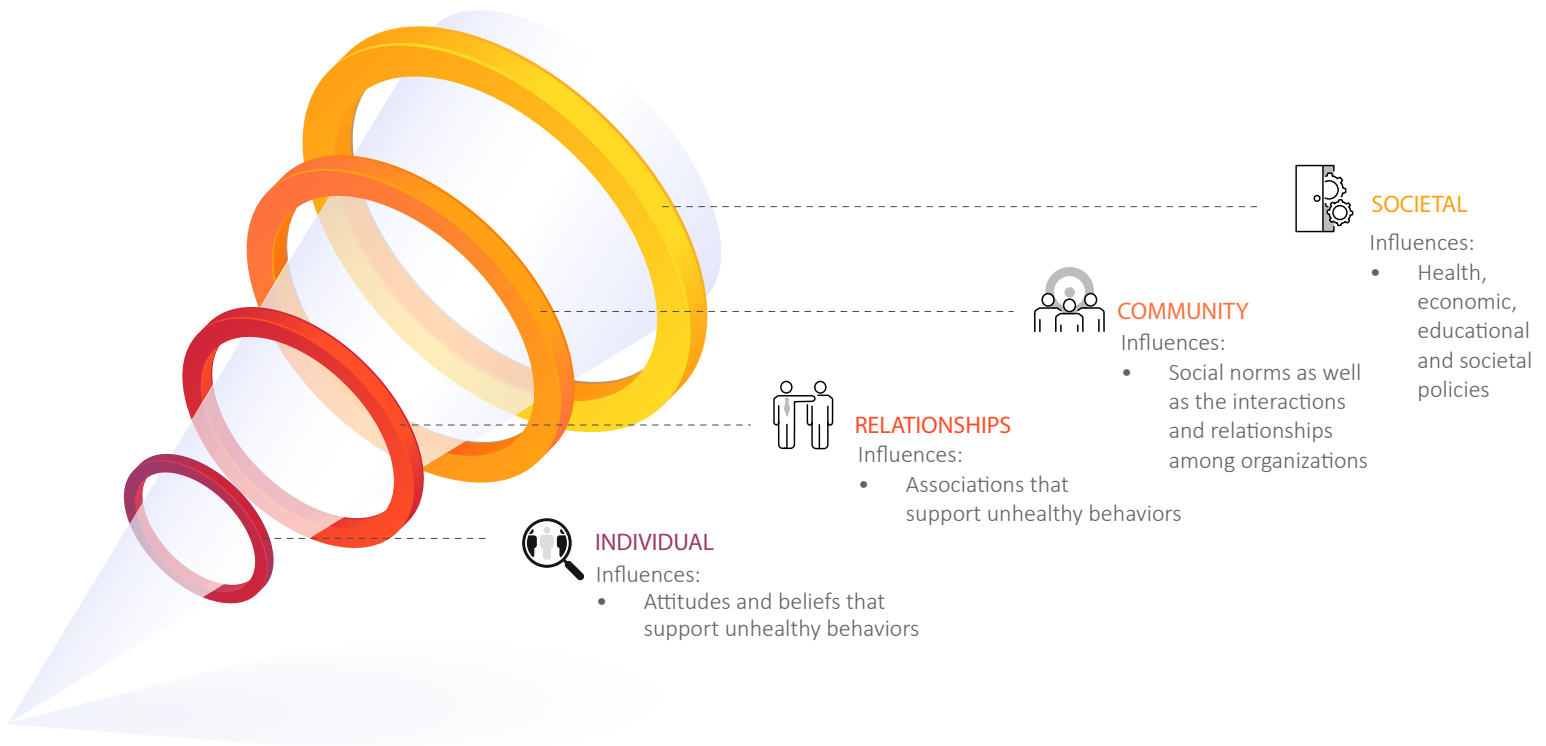 SOCIETAL
Influences:
• Health,
economic,
educational
and societal
policies
COMMUNITY
Influences:
• Social norms as well
as the interactions
and relationships
among organizations
RELATIONSHIPS
Influences:
• Associations that
support unhealthy behaviors
INDIVIDUAL
Influences:
• Attitudes and beliefs that
support unhealthy behaviors